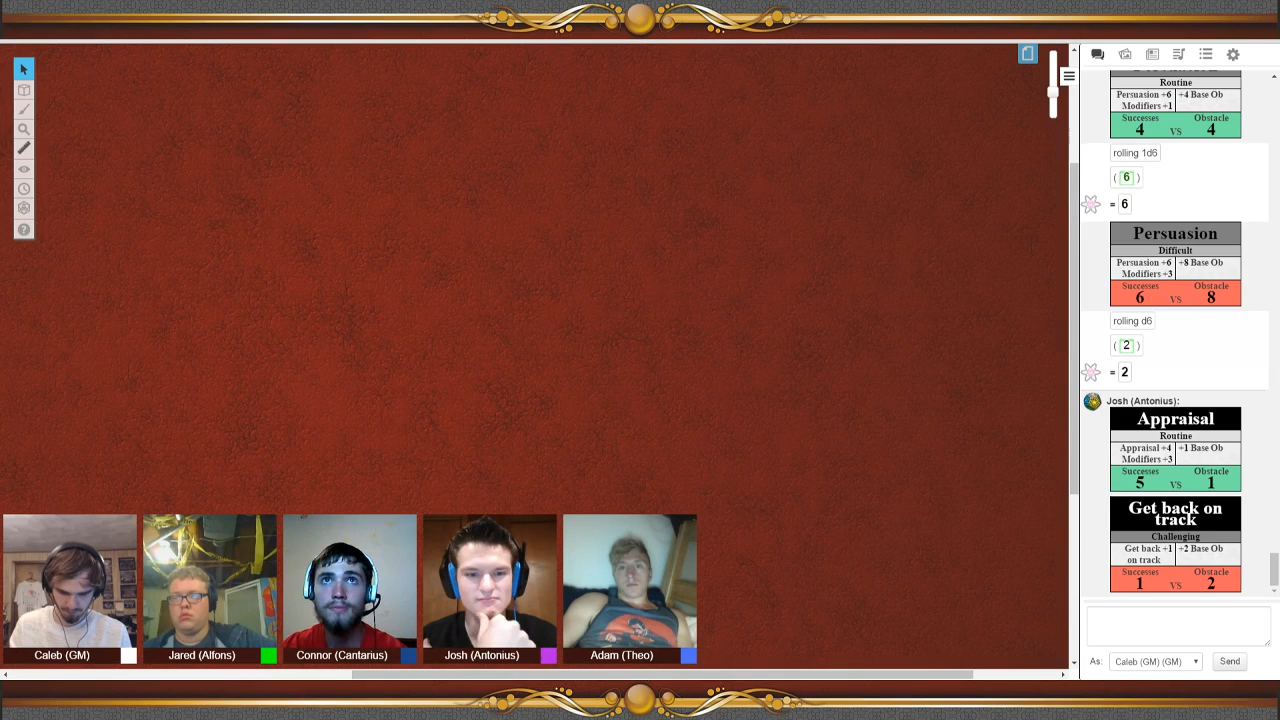 Routine
Persuasion +6 +4 Base Ob
Modifiers +1
Successes Obstacle
4 VS 4
rolling 1d6
( 6 )
= 6
Persuasion
Difficult
Persuasion +6 +8 Base Ob
Modifiers +3
Successes Obstacle
6 VS 8
rolling d6
( 2 )
= 2
Josh (Antonius):
Appraisal
Routine
Appraisal +4 +1 Base Ob
Modifiers +3
Successes Obstacle
5 VS 1
Get back on
track
Challenging
Get back +1 +2 Base Ob
on track
Successes Obstacle
1 VS 2
As: Caleb (GM) (GM) Send
Caleb (GM) Jared (Alfons) Connor (Cantarius) Josh (Antonius) Adam (Theo)